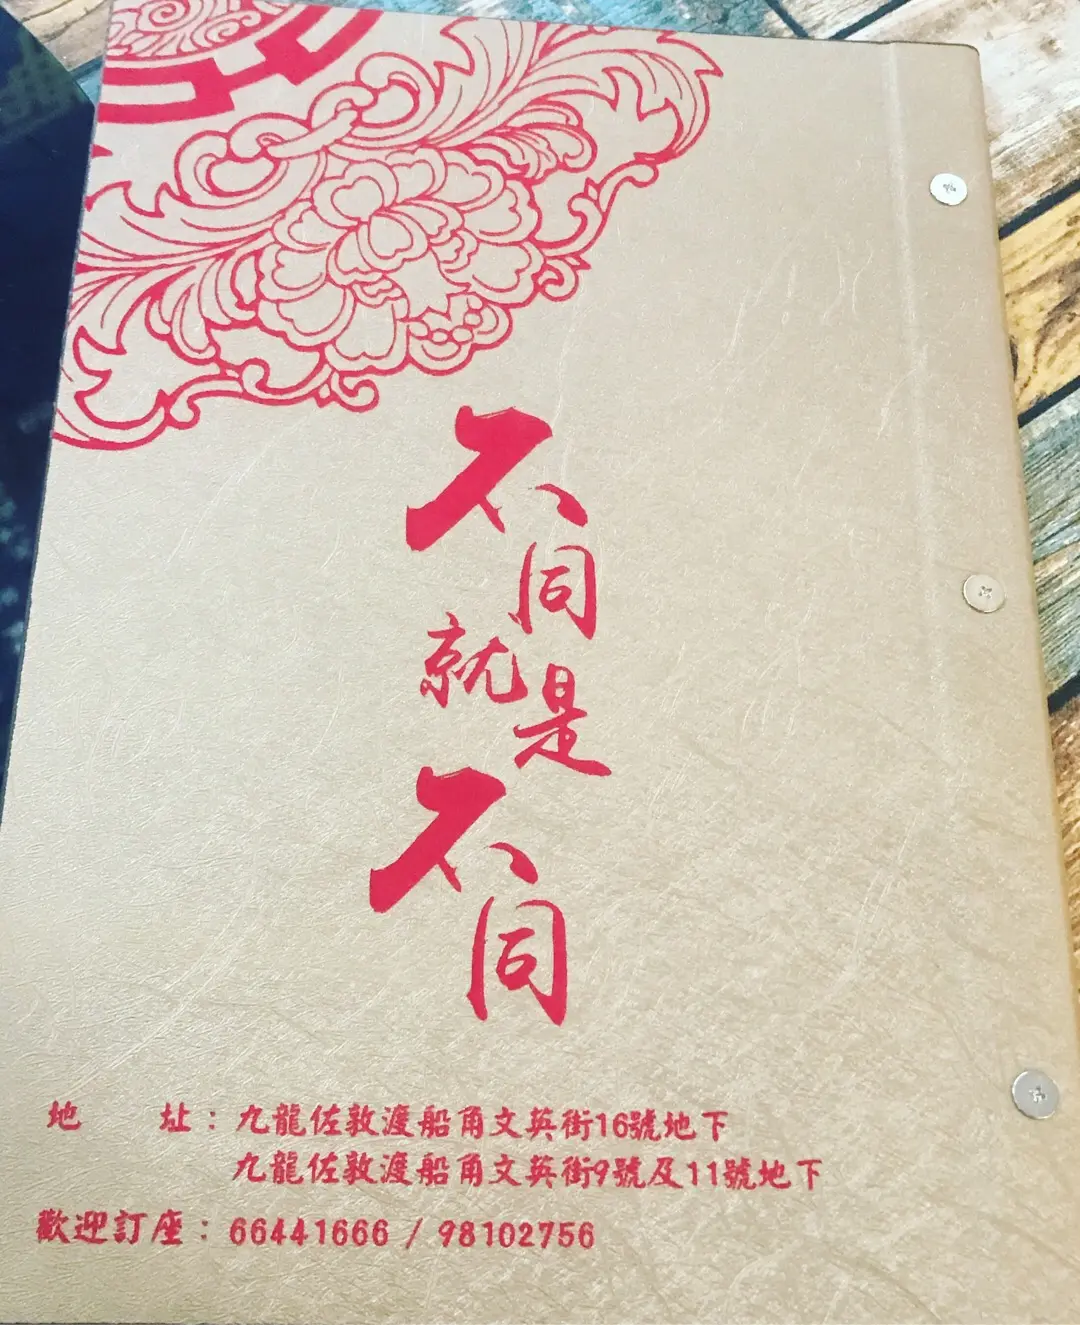 不同
就是
不同
地 址：九龍佐敦渡船角文英街16號地下
九龍佐敦渡船角文英街9號及11號地下
歡迎訂座：66441666 / 98102756